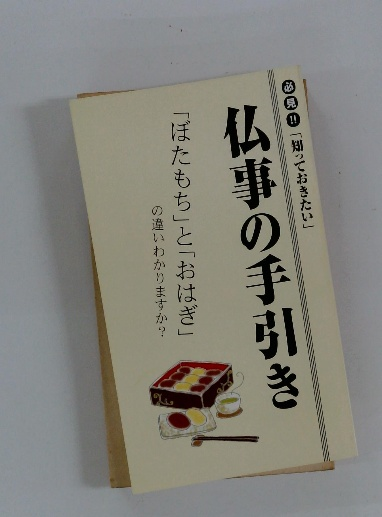 必見!!「知っておきたい」
仏事の手引き
「ぼたもち」と「おはぎ」
の違いわかりますか？